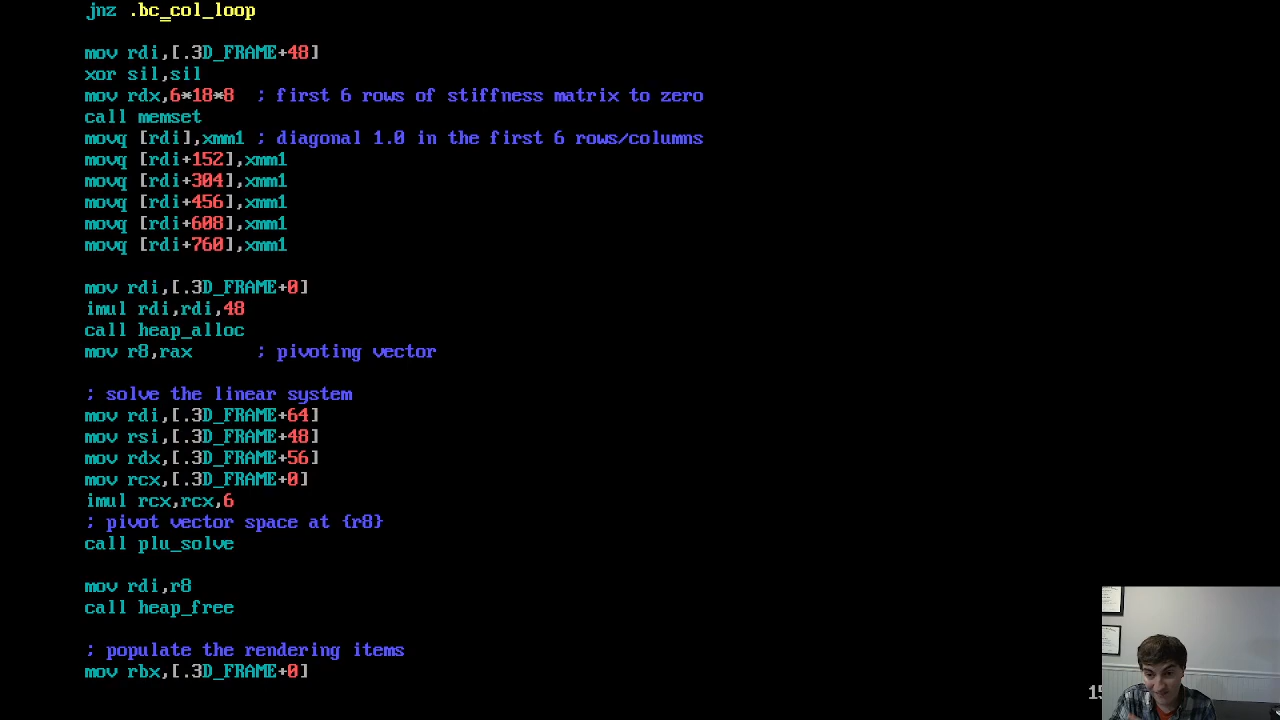 jnz .bc_col_loop
mov rdi,[.3D_FRAME+48]
xor sil,sil
mov rdx,6*18*8  ; first 6 rows of stiffness matrix to zero
call memset
movq [rdi],xmm1 ; diagonal 1.0 in the first 6 rows/columns
movq [rdi+152],xmm1
movq [rdi+304],xmm1
movq [rdi+456],xmm1
movq [rdi+608],xmm1
movq [rdi+760],xmm1
mov rdi,[.3D_FRAME+0]
imul rdi,rdi,48
call heap_alloc
mov r8,rax      ; pivoting vector
; solve the linear system
mov rdi,[.3D_FRAME+64]
mov rsi,[.3D_FRAME+48]
mov rdx,[.3D_FRAME+56]
mov rcx,[.3D_FRAME+0]
imul rcx,rcx,6
; pivot vector space at {r8}
call plu_solve
mov rdi,r8
call heap_free
; populate the rendering items
mov rbx,[.3D_FRAME+0]